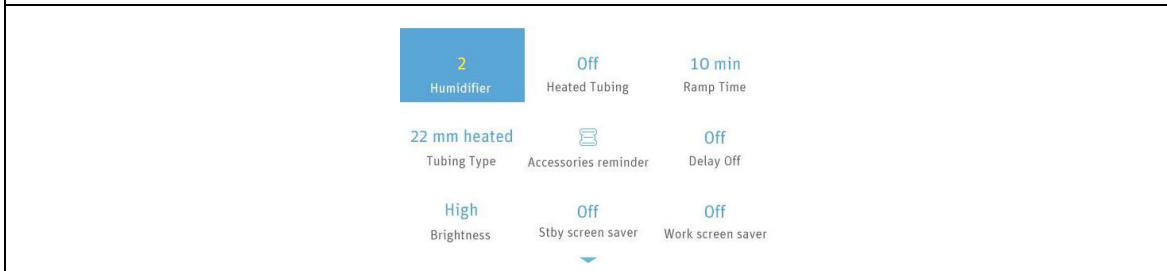 2 Off 10 min
Humidifier Heated Tubing Ramp Time
22 mm heated Off
Tubing Type Accessories reminder Delay Off
High Off Off
Brightness Stby screen saver Work screen saver